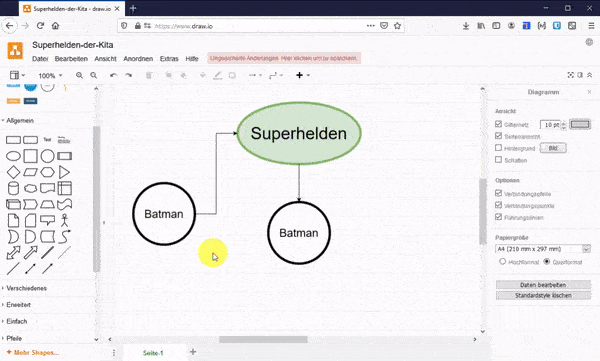 Superhelden-der-Kita - draw.io
https://www.draw.io
Superhelden-der-Kita
Datei Bearbeiten Ansicht Anordnen Extras Hilfe
Ungesicherte Änderungen. Hier klicken um zu speichern.
100%
Diagramm
Ansicht
Gitternetz 10 pt
Seitenansicht
Hintergrund Bild
Schatten
Optionen
Verbindungspfeile
Verbindungspunkte
Führungslinien
Papiergröße
A4 (210 mm x 297 mm)
Hochformat Querformat
Daten bearbeiten
Standardstyle löschen
Allgemein
Text
Verschiedenes
Erweitert
Einfach
Pfeile
+ Mehr Shapes...
Superhelden
Batman
Batman
Seite-1